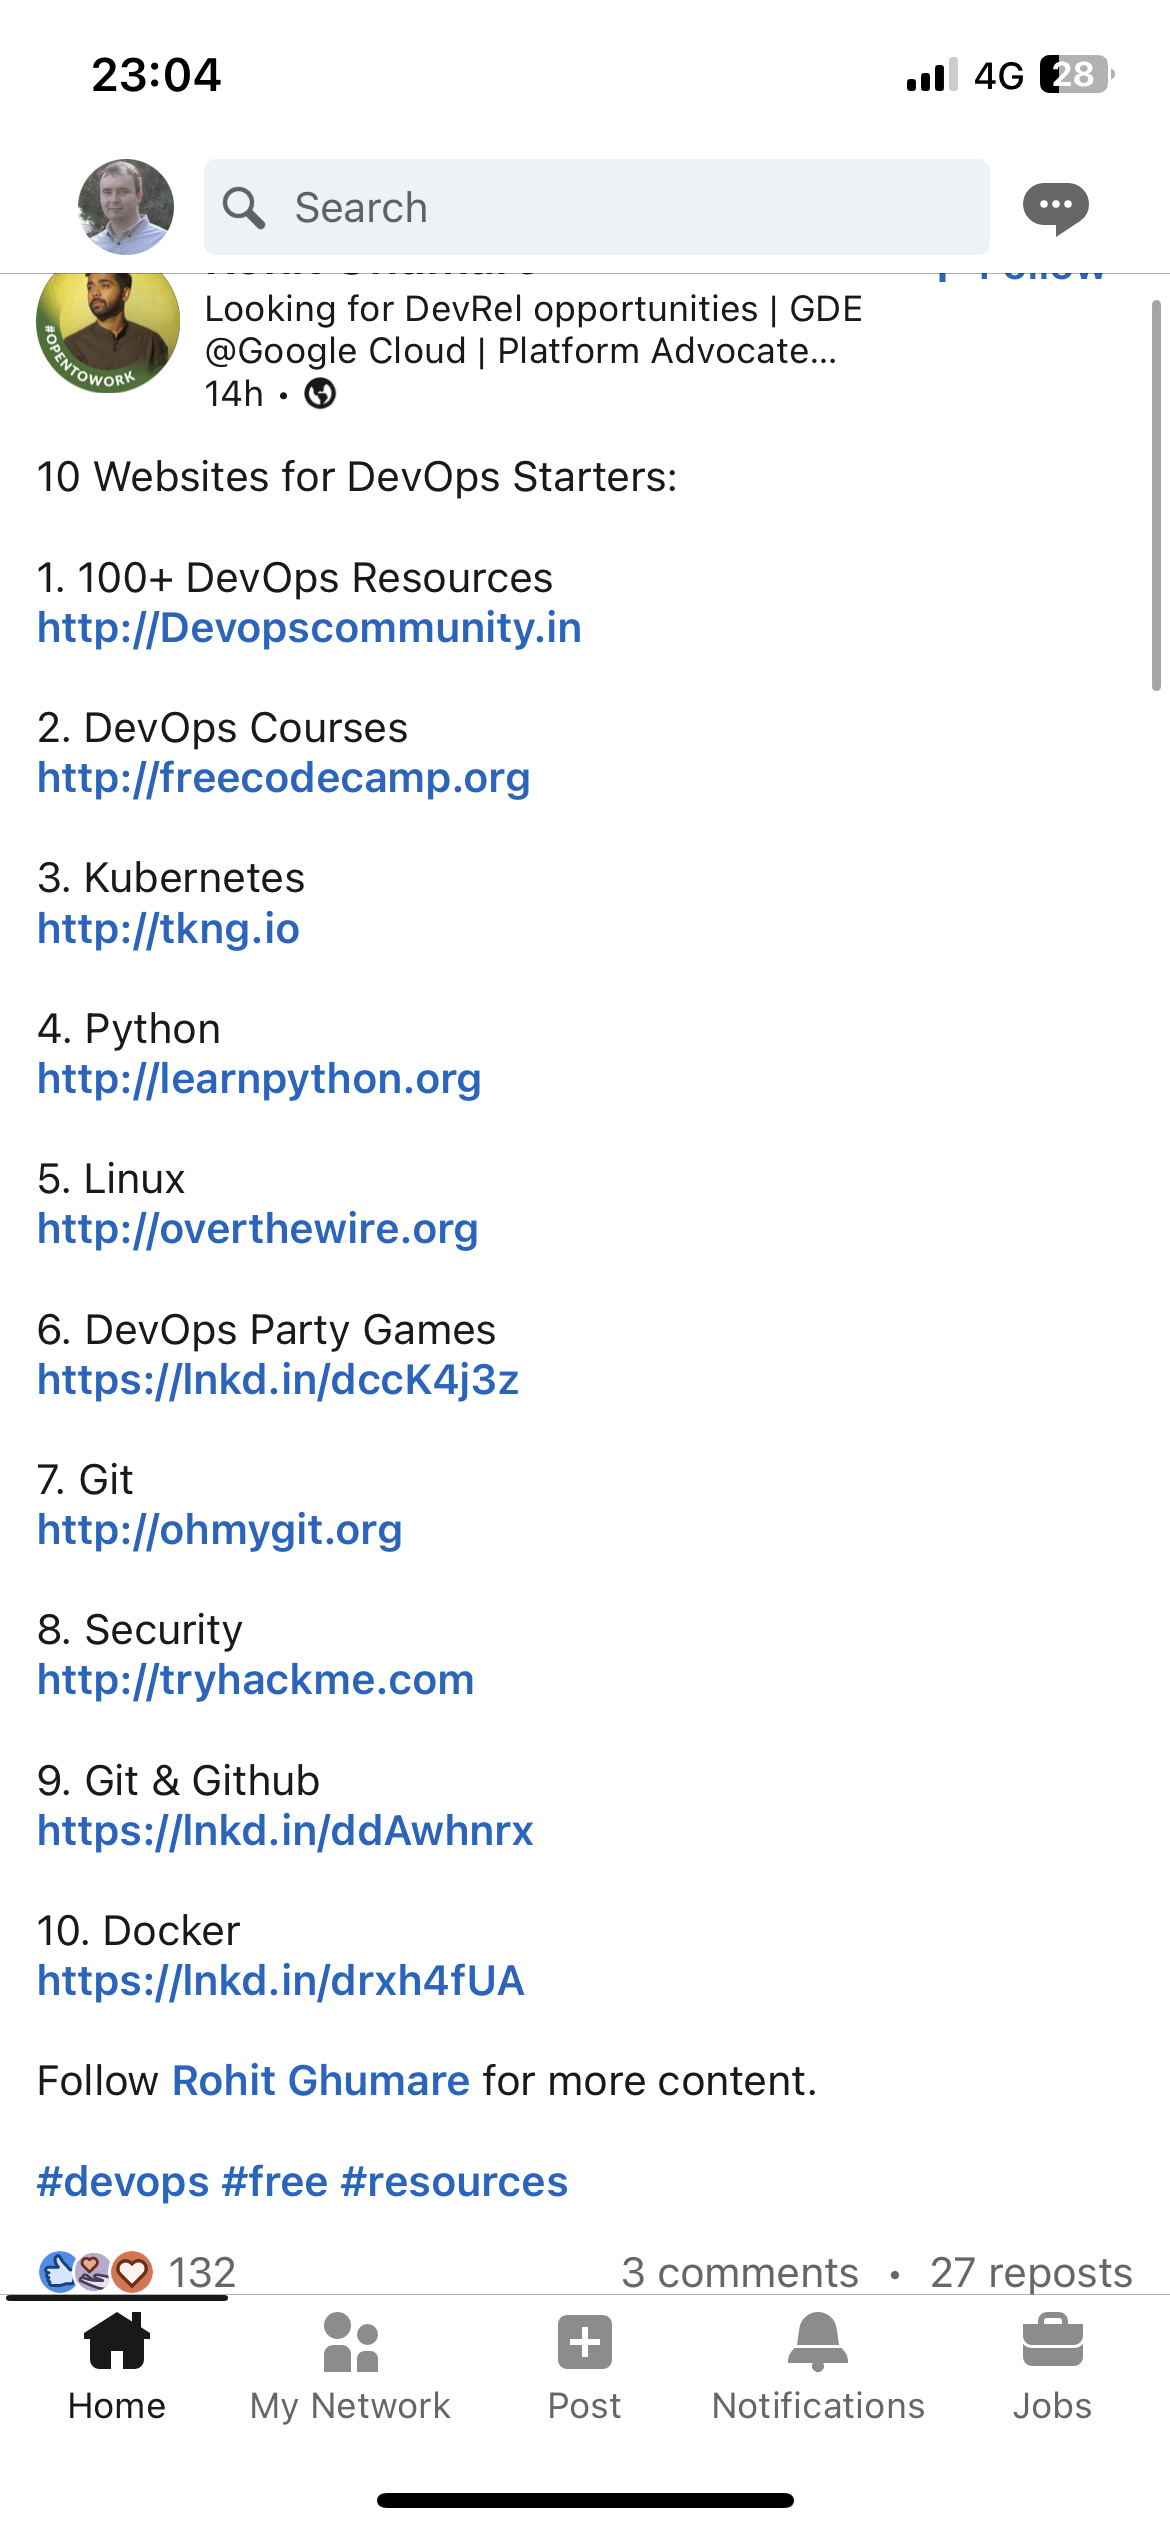 23:04
4G 28
Search
Looking for DevRel opportunities | GDE
@Google Cloud | Platform Advocate...
#OPENTOWORK
14h •
10 Websites for DevOps Starters:
1. 100+ DevOps Resources
http://Devopscommunity.in
2. DevOps Courses
http://freecodecamp.org
3. Kubernetes
http://tkng.io
4. Python
http://learnpython.org
5. Linux
http://overthewire.org
6. DevOps Party Games
https://lnkd.in/dccK4j3z
7. Git
http://ohmygit.org
8. Security
http://tryhackme.com
9. Git & Github
https://lnkd.in/ddAwhnrx
10. Docker
https://lnkd.in/drxh4fUA
Follow Rohit Ghumare for more content.
#devops #free #resources
132 3 comments • 27 reposts
Home My Network Post Notifications Jobs